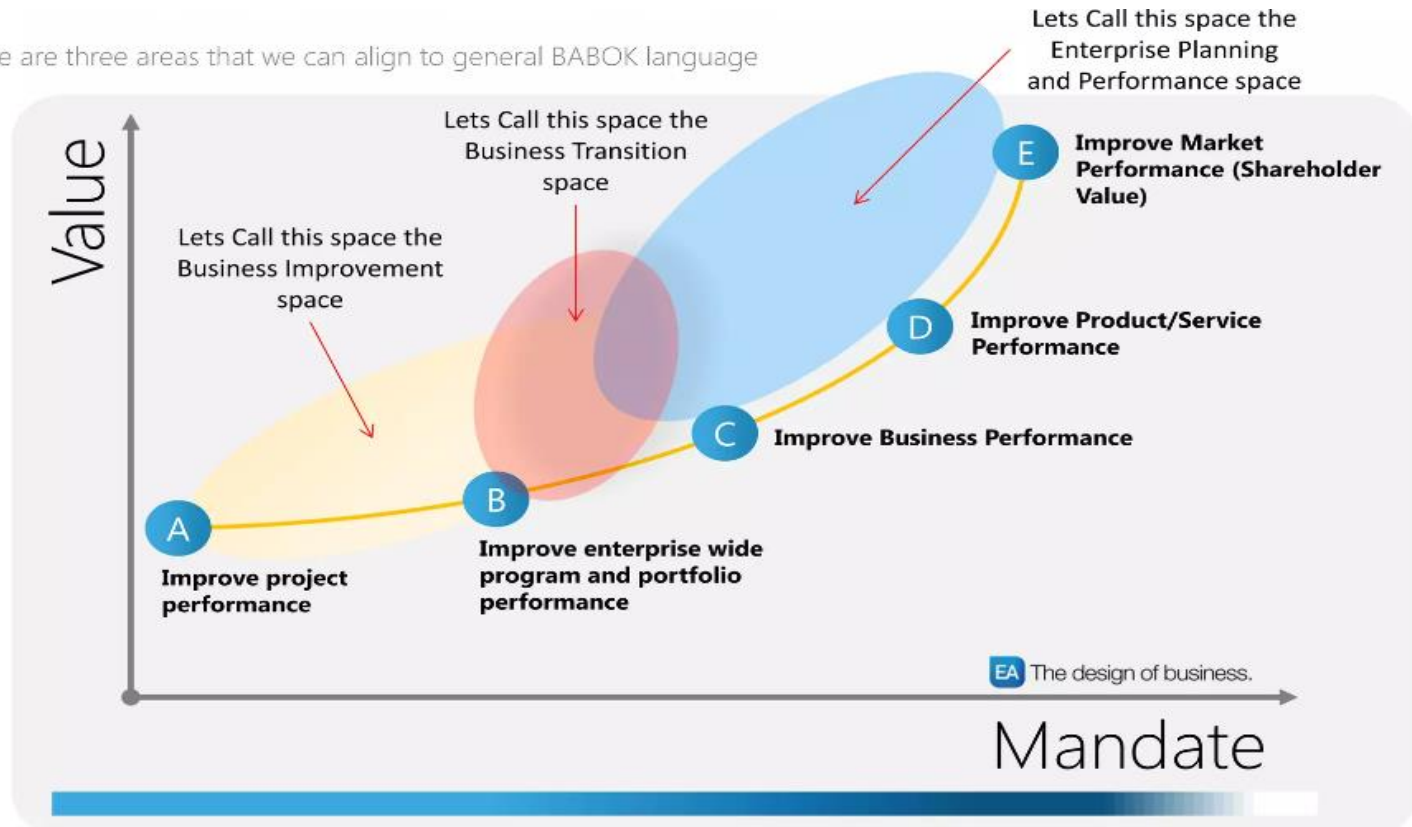 e are three areas that we can align to general BABOK language
Lets Call this space the
Enterprise Planning
and Performance space
Lets Call this space the
Business Transition
space
Lets Call this space the
Business Improvement
space
Value
E
Improve Market
Performance (Shareholder
Value)
D
Improve Product/Service
Performance
C
Improve Business Performance
B
Improve enterprise wide
program and portfolio
performance
A
Improve project
performance
EA The design of business.
Mandate